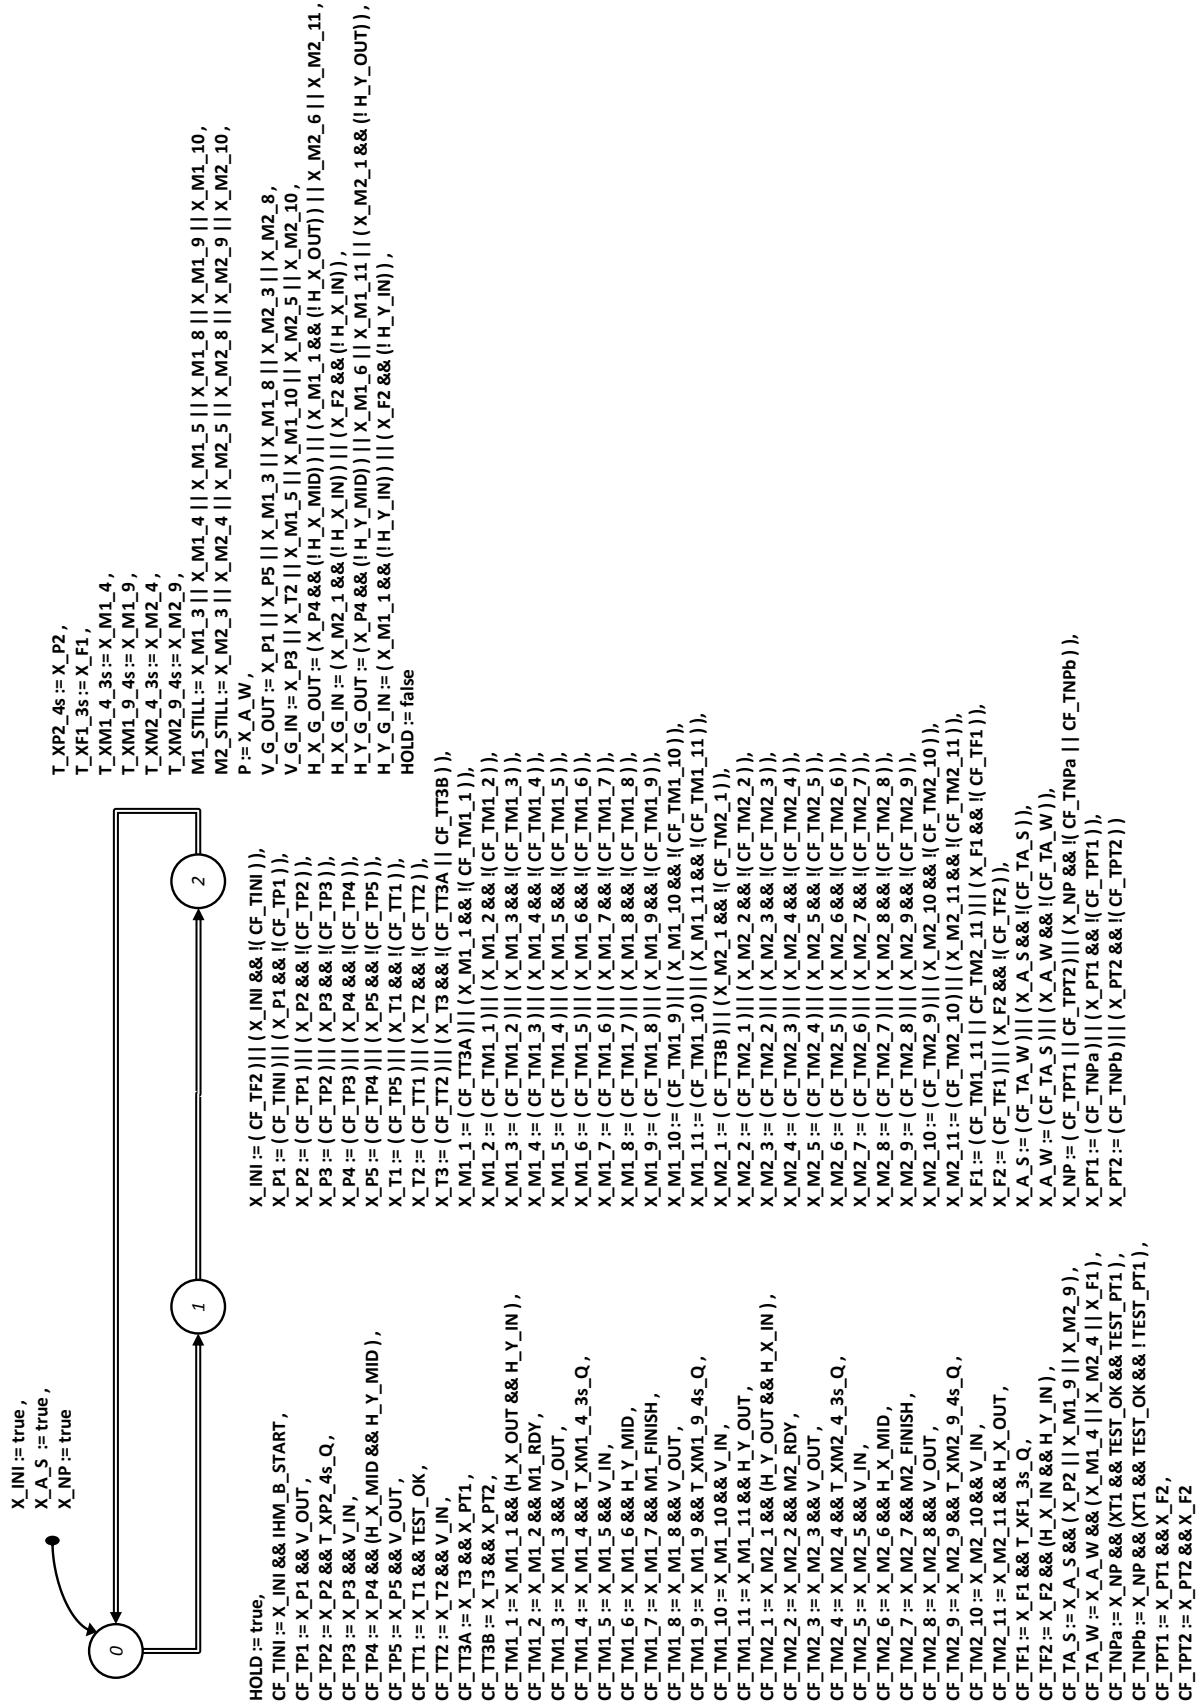 X_INI := true ,
X_A_S := true ,
X_NP := true
0
1
2
HOLD := true,
CF_TINI := X_INI && IHM_B_START ,
CF_TP1 := X_P1 && V_OUT ,
CF_TP2 := X_P2 && T_XP2_4s_Q ,
CF_TP3 := X_P3 && V_IN ,
CF_TP4 := X_P4 && (H_X_MID && H_Y_MID ) ,
CF_TP5 := X_P5 && V_OUT ,
CF_TT1 := X_T1 && TEST_OK ,
CF_TT2 := X_T2 && V_IN ,
CF_TT3A := X_T3 && X_PT1 ,
CF_TT3B := X_T3 && X_PT2 ,
CF_TM1_1 := X_M1_1 && (H_X_OUT && H_Y_IN ) ,
CF_TM1_2 := X_M1_2 && M1_RDY ,
CF_TM1_3 := X_M1_3 && V_OUT ,
CF_TM1_4 := X_M1_4 && T_XM1_4_3s_Q ,
CF_TM1_5 := X_M1_5 && V_IN ,
CF_TM1_6 := X_M1_6 && H_Y_MID ,
CF_TM1_7 := X_M1_7 && M1_FINISH ,
CF_TM1_8 := X_M1_8 && V_OUT ,
CF_TM1_9 := X_M1_9 && T_XM1_9_4s_Q ,
CF_TM1_10 := X_M1_10 && V_IN ,
CF_TM1_11 := X_M1_11 && H_Y_OUT ,
CF_TM2_1 := X_M2_1 && (H_Y_OUT && H_X_IN ) ,
CF_TM2_2 := X_M2_2 && M2_RDY ,
CF_TM2_3 := X_M2_3 && V_OUT ,
CF_TM2_4 := X_M2_4 && T_XM2_4_3s_Q ,
CF_TM2_5 := X_M2_5 && V_IN ,
CF_TM2_6 := X_M2_6 && H_X_MID ,
CF_TM2_7 := X_M2_7 && M2_FINISH ,
CF_TM2_8 := X_M2_8 && V_OUT ,
CF_TM2_9 := X_M2_9 && T_XM2_9_4s_Q ,
CF_TM2_10 := X_M2_10 && V_IN ,
CF_TM2_11 := X_M2_11 && H_X_OUT ,
CF_TF1 := X_F1 && T_XF1_3s_Q ,
CF_TF2 := X_F2 && (H_X_IN && H_Y_IN ) ,
CF_TA_S := X_A_S && ( X_P2 || X_M1_9 || X_M2_9 ) ,
CF_TA_W := X_A_W && ( X_M1_4 || X_M2_4 || X_F1 ) ,
CF_TNPa := X_NP && (XT1 && TEST_OK && TEST_PT1 ) ,
CF_TNPb := X_NP && (XT1 && TEST_OK && ! TEST_PT1 ) ,
CF_TPT1 := X_PT1 && X_F2 ,
CF_TPT2 := X_PT2 && X_F2
X_INI := ( CF_TF2 ) || ( X_INI && !( CF_TINI ) ) ,
X_P1 := ( CF_TINI ) || ( X_P1 && !( CF_TP1 ) ) ,
X_P2 := ( CF_TP1 ) || ( X_P2 && !( CF_TP2 ) ) ,
X_P3 := ( CF_TP2 ) || ( X_P3 && !( CF_TP3 ) ) ,
X_P4 := ( CF_TP3 ) || ( X_P4 && !( CF_TP4 ) ) ,
X_P5 := ( CF_TP4 ) || ( X_P5 && !( CF_TP5 ) ) ,
X_T1 := ( CF_TP5 ) || ( X_T1 && !( CF_TT1 ) ) ,
X_T2 := ( CF_TT1 ) || ( X_T2 && !( CF_TT2 ) ) ,
X_T3 := ( CF_TT2 ) || ( X_T3 && !( CF_TT3A || CF_TT3B ) ) ,
X_M1_1 := ( CF_TT3A ) || ( X_M1_1 && !( CF_TM1_1 ) ) ,
X_M1_2 := ( CF_TM1_1 ) || ( X_M1_2 && !( CF_TM1_2 ) ) ,
X_M1_3 := ( CF_TM1_2 ) || ( X_M1_3 && !( CF_TM1_3 ) ) ,
X_M1_4 := ( CF_TM1_3 ) || ( X_M1_4 && !( CF_TM1_4 ) ) ,
X_M1_5 := ( CF_TM1_4 ) || ( X_M1_5 && !( CF_TM1_5 ) ) ,
X_M1_6 := ( CF_TM1_5 ) || ( X_M1_6 && !( CF_TM1_6 ) ) ,
X_M1_7 := ( CF_TM1_6 ) || ( X_M1_7 && !( CF_TM1_7 ) ) ,
X_M1_8 := ( CF_TM1_7 ) || ( X_M1_8 && !( CF_TM1_8 ) ) ,
X_M1_9 := ( CF_TM1_8 ) || ( X_M1_9 && !( CF_TM1_9 ) ) ,
X_M1_10 := ( CF_TM1_9 ) || ( X_M1_10 && !( CF_TM1_10 ) ) ,
X_M1_11 := ( CF_TM1_10 ) || ( X_M1_11 && !( CF_TM1_11 ) ) ,
X_M2_1 := ( CF_TT3B ) || ( X_M2_1 && !( CF_TM2_1 ) ) ,
X_M2_2 := ( CF_TM2_1 ) || ( X_M2_2 && !( CF_TM2_2 ) ) ,
X_M2_3 := ( CF_TM2_2 ) || ( X_M2_3 && !( CF_TM2_3 ) ) ,
X_M2_4 := ( CF_TM2_3 ) || ( X_M2_4 && !( CF_TM2_4 ) ) ,
X_M2_5 := ( CF_TM2_4 ) || ( X_M2_5 && !( CF_TM2_5 ) ) ,
X_M2_6 := ( CF_TM2_5 ) || ( X_M2_6 && !( CF_TM2_6 ) ) ,
X_M2_7 := ( CF_TM2_6 ) || ( X_M2_7 && !( CF_TM2_7 ) ) ,
X_M2_8 := ( CF_TM2_7 ) || ( X_M2_8 && !( CF_TM2_8 ) ) ,
X_M2_9 := ( CF_TM2_8 ) || ( X_M2_9 && !( CF_TM2_9 ) ) ,
X_M2_10 := ( CF_TM2_9 ) || ( X_M2_10 && !( CF_TM2_10 ) ) ,
X_M2_11 := ( CF_TM2_10 ) || ( X_M2_11 && !( CF_TM2_11 ) ) ,
X_F1 := ( CF_TM1_11 || CF_TM2_11 ) || ( X_F1 && !( CF_TF1 ) ) ,
X_F2 := ( CF_TF1 ) || ( X_F2 && !( CF_TF2 ) ) ,
X_A_S := ( CF_TA_W ) || ( X_A_S && !( CF_TA_S ) ) ,
X_A_W := ( CF_TA_S ) || ( X_A_W && !( CF_TA_W ) ) ,
X_NP := ( CF_TPT1 || CF_TPT2 ) || ( X_NP && !( CF_TNPa || CF_TNPb ) ) ,
X_PT1 := ( CF_TNPa ) || ( X_PT1 && !( CF_TPT1 ) ) ,
X_PT2 := ( CF_TNPb ) || ( X_PT2 && !( CF_TPT2 ) )
T_XP2_4s := X_P2 ,
T_XF1_3s := X_F1 ,
T_XM1_4_3s := X_M1_4 ,
T_XM1_9_4s := X_M1_9 ,
T_XM2_4_3s := X_M2_4 ,
T_XM2_9_4s := X_M2_9 ,
M1_STILL := X_M1_3 || X_M1_4 || X_M1_5 || X_M1_8 || X_M1_9 || X_M1_10 ,
M2_STILL := X_M2_3 || X_M2_4 || X_M2_5 || X_M2_8 || X_M2_9 || X_M2_10 ,
P := X_A_W ,
V_G_OUT := X_P1 || X_P5 || X_M1_3 || X_M1_8 || X_M2_3 || X_M2_8 ,
V_G_IN := X_P3 || X_T2 || X_M1_5 || X_M1_10 || X_M2_5 || X_M2_10 ,
H_X_G_OUT := ( X_P4 && (! H_X_MID) ) || ( X_M1_1 && (! H_X_OUT) ) || X_M2_6 || X_M2_11 ,
H_X_G_IN := ( X_M2_1 && (! H_X_IN) ) || ( X_F2 && (! H_X_IN) ) ,
H_Y_G_OUT := ( X_P4 && (! H_Y_MID) ) || X_M1_6 || X_M1_11 || ( X_M2_1 && (! H_Y_OUT) ) ,
H_Y_G_IN := ( X_M1_1 && (! H_Y_IN) ) || ( X_F2 && (! H_Y_IN) ) ,
HOLD := false